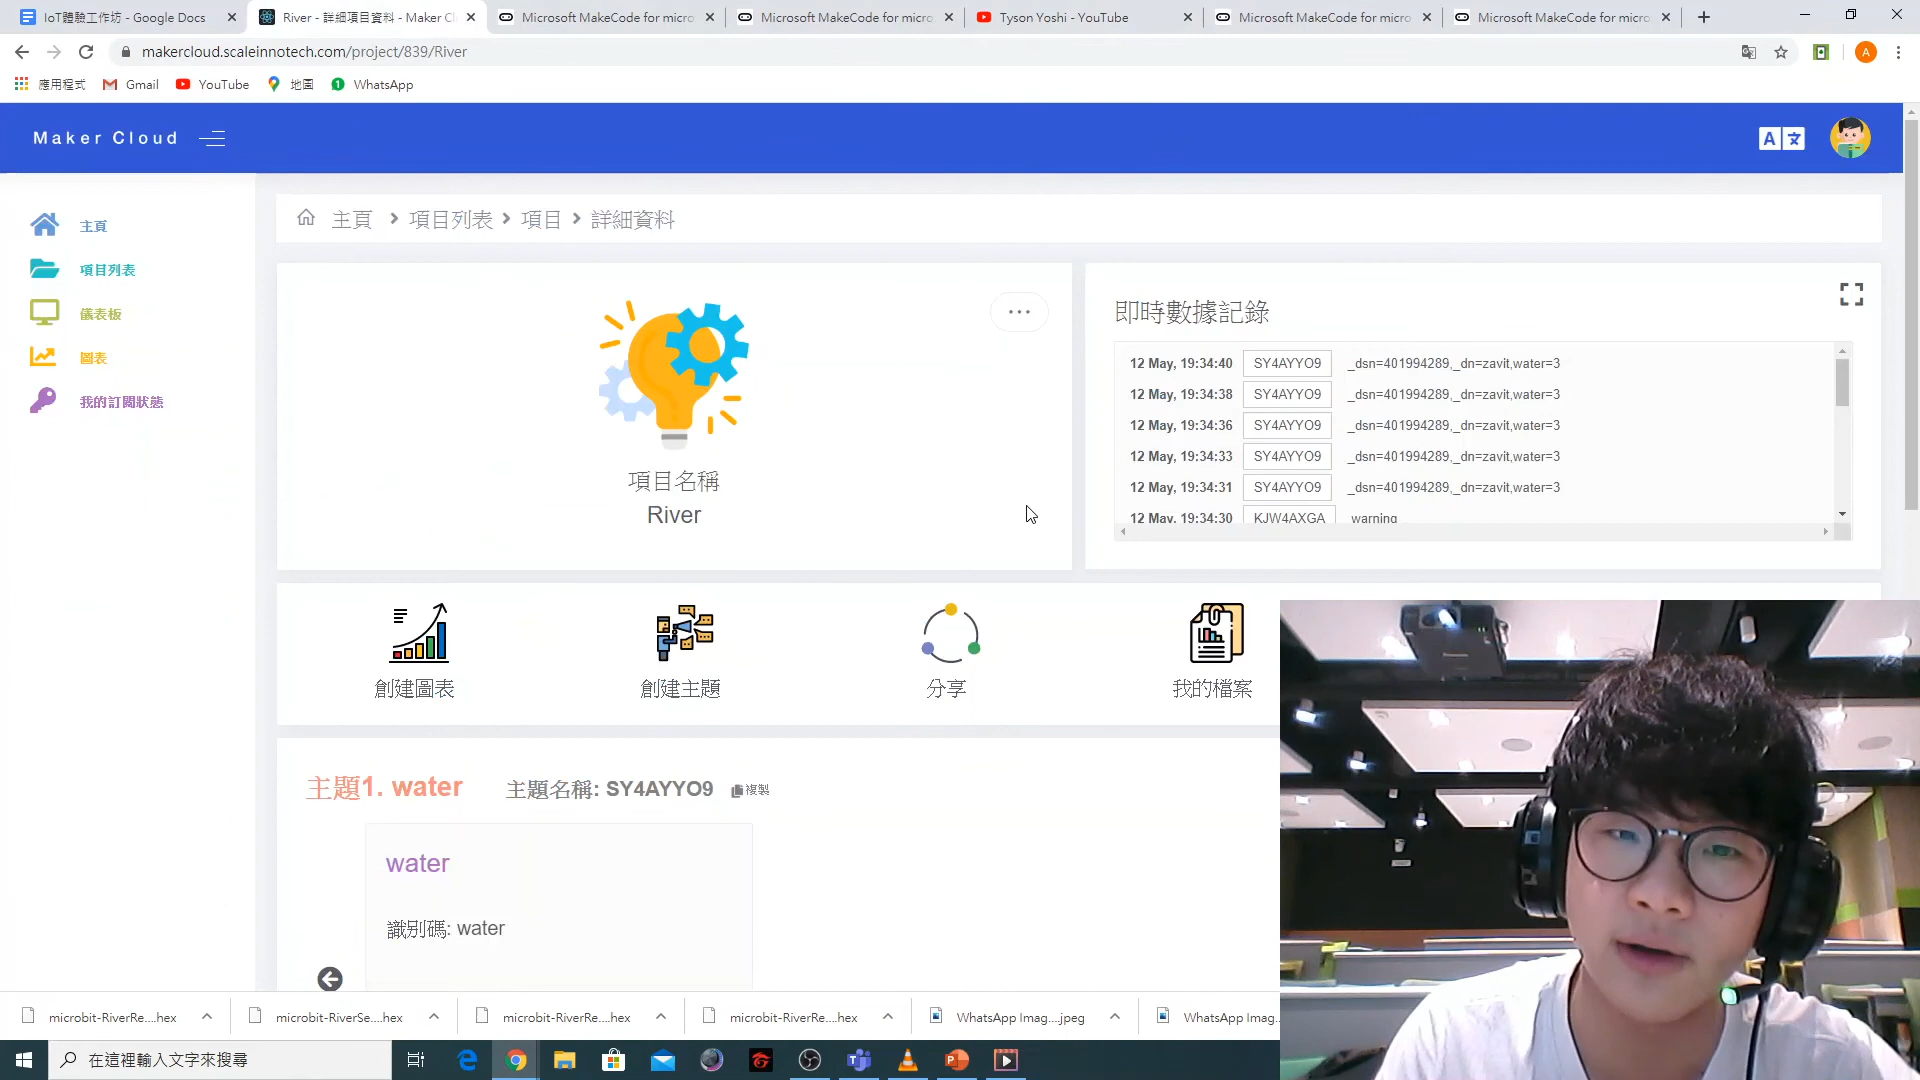 IoT體驗工作坊 - Google Docs
River - 詳細項目資料 - Maker Cl
Microsoft MakeCode for micro
Microsoft MakeCode for micro
Tyson Yoshi - YouTube
Microsoft MakeCode for micro
Microsoft MakeCode for micro
makercloud.scaleinnotech.com/project/839/River
A
應用程式
Gmail
YouTube
地圖
WhatsApp
Maker Cloud
A 文
主頁
項目列表
儀表板
圖表
我的訂閱狀態
主頁 > 項目列表 > 項目 > 詳細資料
項目名稱
River
即時數據記錄
12 May, 19:34:40 SY4AYYO9 _dsn=401994289,_dn=zavit,water=3
12 May, 19:34:38 SY4AYYO9 _dsn=401994289,_dn=zavit,water=3
12 May, 19:34:36 SY4AYYO9 _dsn=401994289,_dn=zavit,water=3
12 May, 19:34:33 SY4AYYO9 _dsn=401994289,_dn=zavit,water=3
12 May, 19:34:31 SY4AYYO9 _dsn=401994289,_dn=zavit,water=3
12 May, 19:34:30 KJW4AXGA warning
創建圖表
創建主題
分享
我的檔案
主題1. water
主題名稱: SY4AYYO9
複製
water
識別碼: water
microbit-RiverRe....hex
microbit-RiverSe....hex
microbit-RiverRe....hex
microbit-RiverRe....hex
WhatsApp Imag....jpeg
WhatsApp Imag.
在這裡輸入文字來搜尋